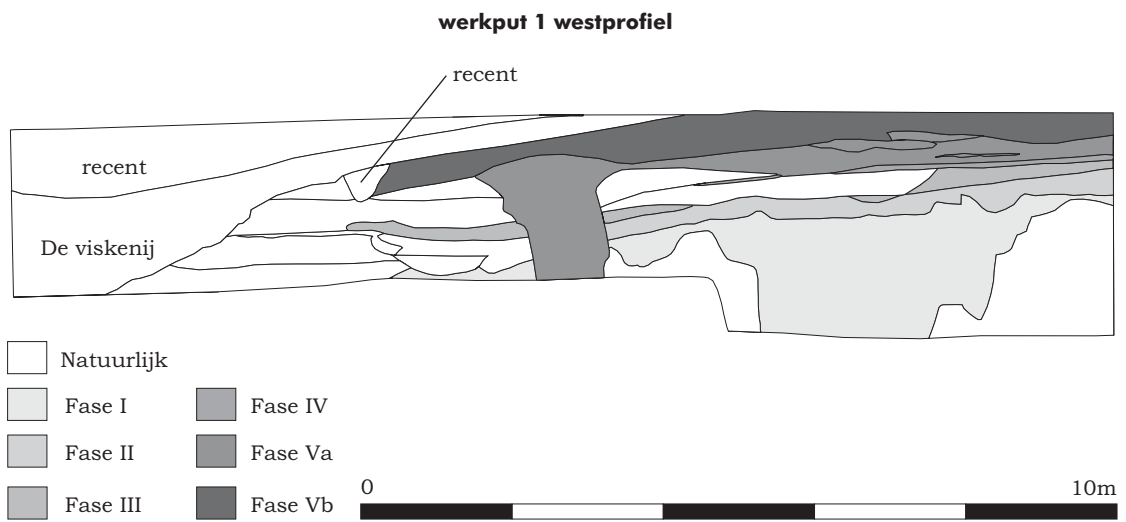 werkput 1 westprofiel
recent
recent
De viskenij
Natuurlijk
Fase I
Fase IV
Fase II
Fase Va
Fase III
Fase Vb
0
10m